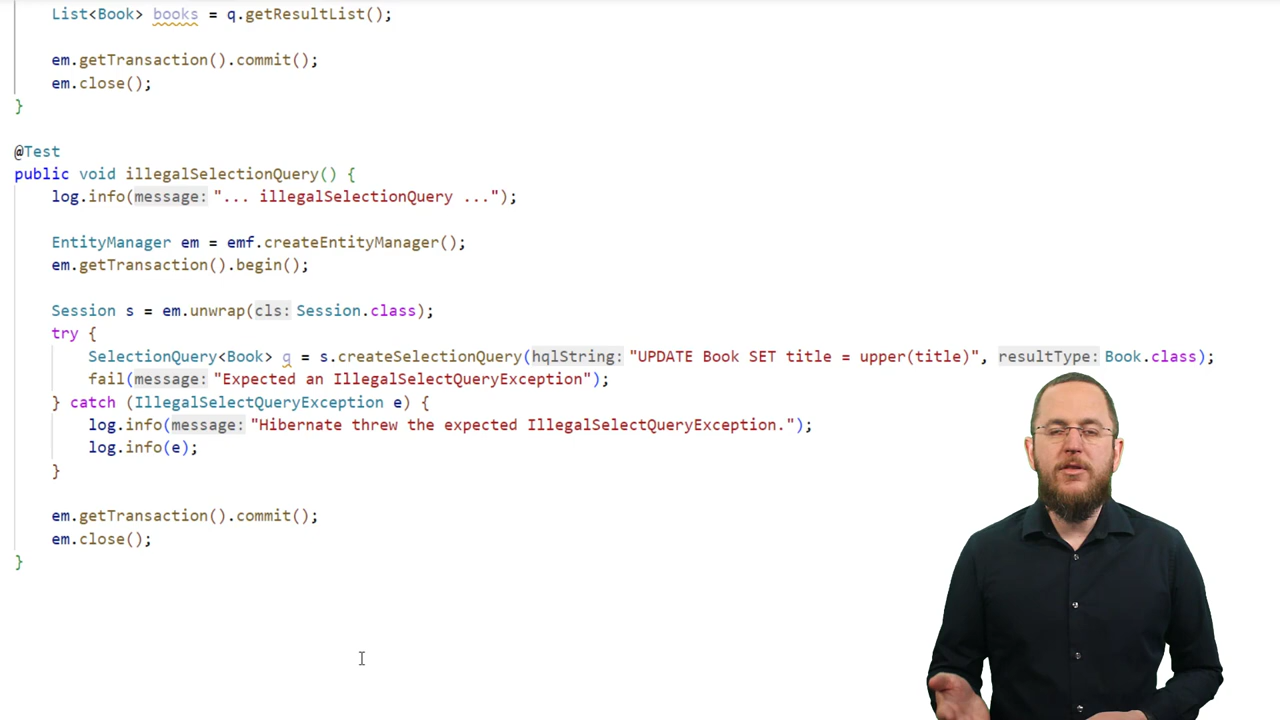 List<Book> books = q.getResultList();
em.getTransaction().commit();
em.close();
}
@Test
public void illegalSelectionQuery() {
log.info(message: "... illegalSelectionQuery ...");
EntityManager em = emf.createEntityManager();
em.getTransaction().begin();
Session s = em.unwrap(cls: Session.class);
try {
SelectionQuery<Book> q = s.createSelectionQuery(hqlString: "UPDATE Book SET title = upper(title)", resultType: Book.class);
fail(message: "Expected an IllegalSelectQueryException");
} catch (IllegalSelectQueryException e) {
log.info(message: "Hibernate threw the expected IllegalSelectQueryException.");
log.info(e);
}
em.getTransaction().commit();
em.close();
}